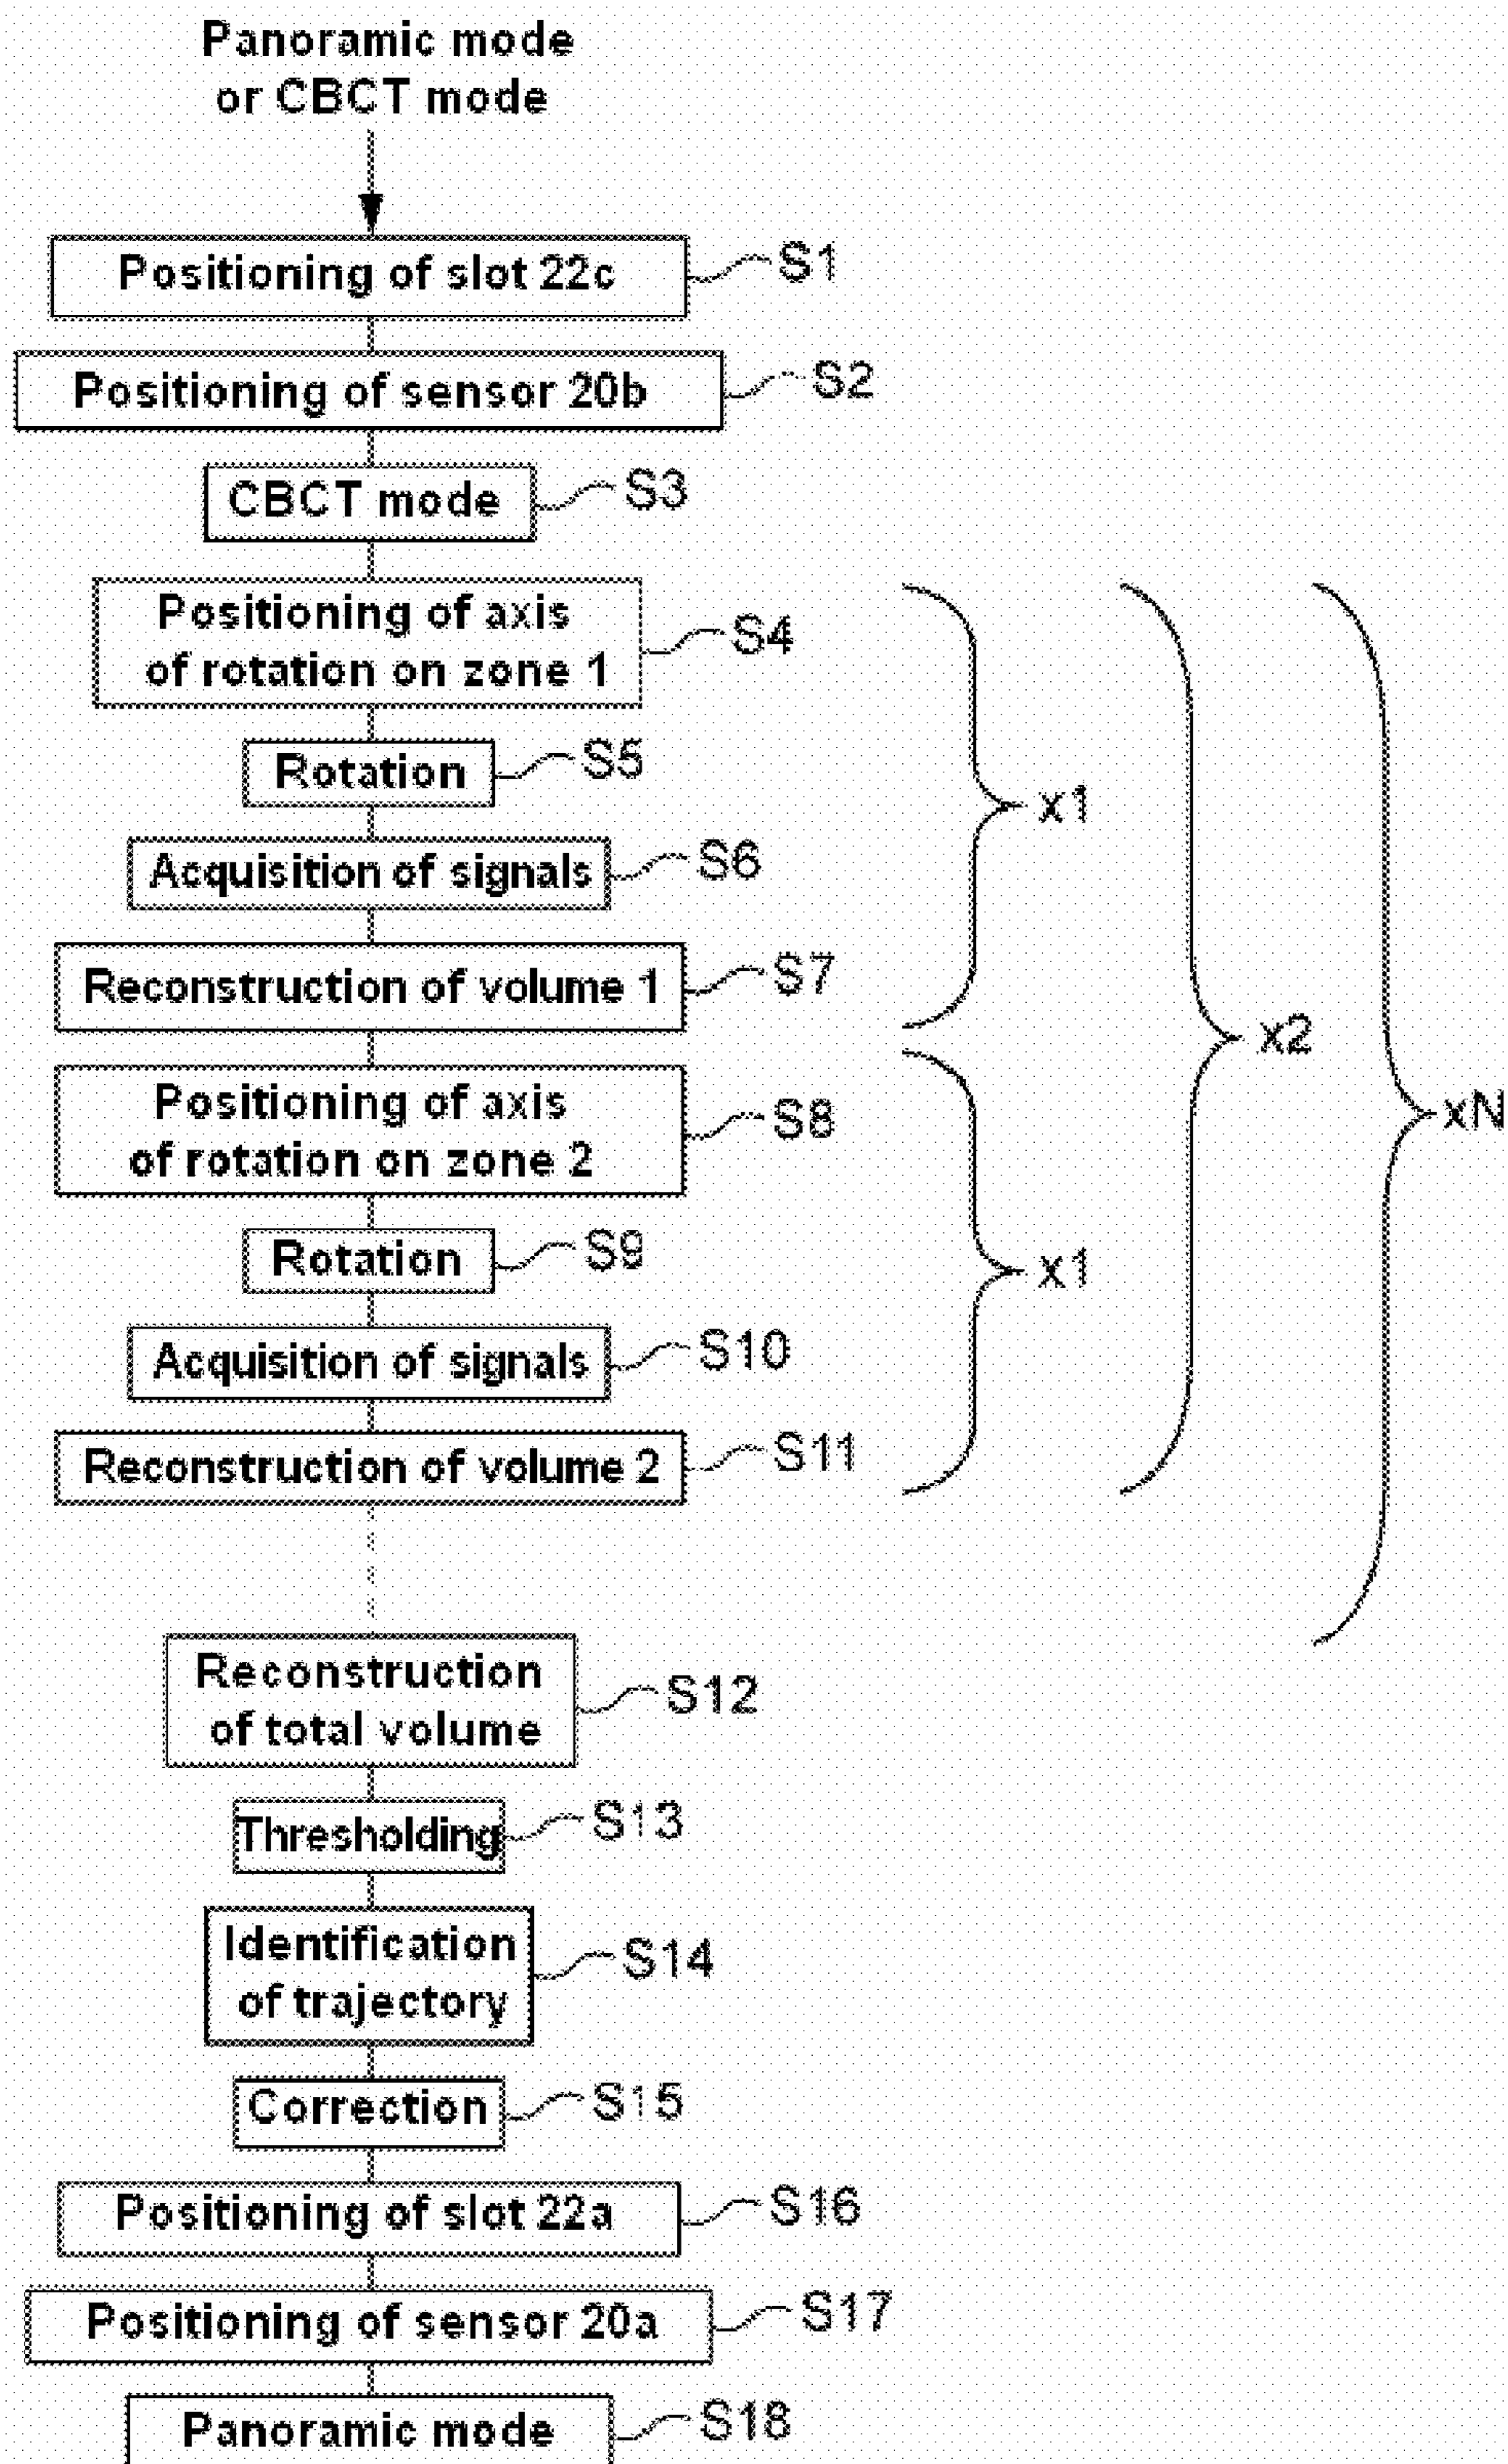 Panoramic mode
or CBCT mode
Positioning of slot 22c
S1
Positioning of sensor 20b
S2
CBCT mode
S3
Positioning of axis
of rotation on zone 1
S4
Rotation
S5
x1
Acquisition of signals
S6
Reconstruction of volume 1
S7
x2
Positioning of axis
of rotation on zone 2
S8
xN
Rotation
S9
x1
Acquisition of signals
S10
Reconstruction of volume 2
S11
Reconstruction
of total volume
S12
Thresholding
S13
Identification
of trajectory
S14
Correction
S15
Positioning of slot 22a
S16
Positioning of sensor 20a
S17
Panoramic mode
S18